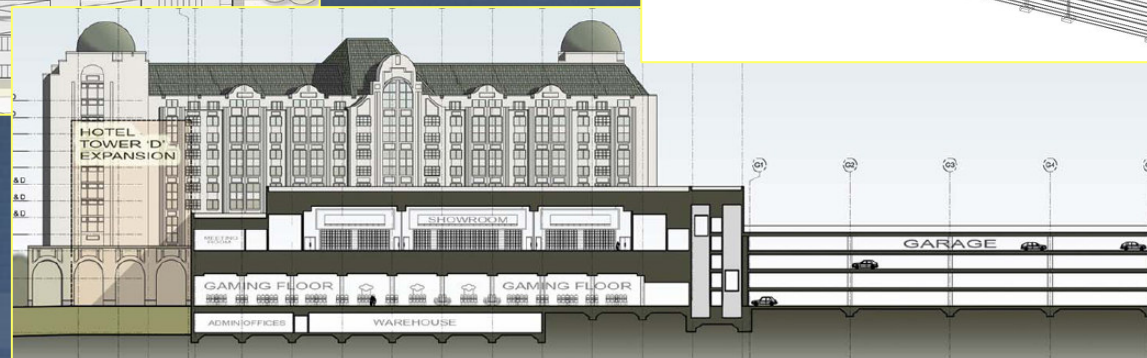 HOTEL
TOWER 'D'
EXPANSION
G1
G2
G3
G4
& D
& D
& D
SHOWROOM
MEETING
ROOM
GARAGE
GAMING FLOOR
GAMING FLOOR
ADMIN OFFICES
WAREHOUSE